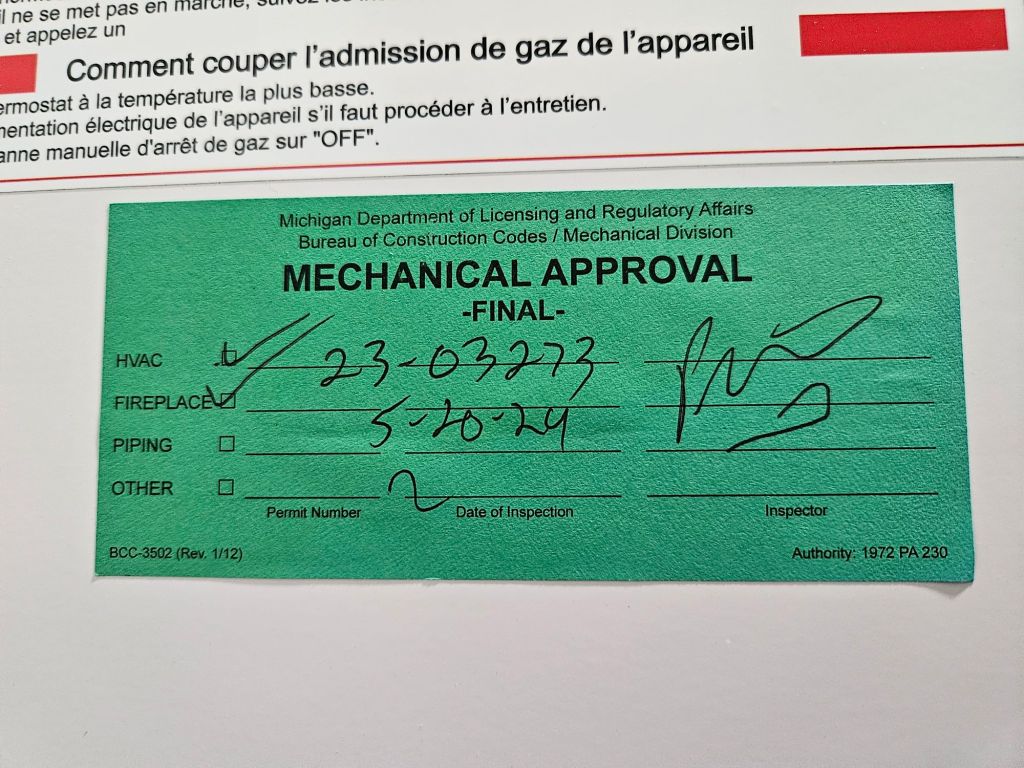 il ne se met pas en marche,
et appelez un
Comment couper l'admission de gaz de l'appareil
ermostat à la température la plus basse.
nentation électrique de l'appareil s'il faut procéder à l'entretien.
anne manuelle d'arrêt de gaz sur "OFF".
Michigan Department of Licensing and Regulatory Affairs
Bureau of Construction Codes / Mechanical Division
MECHANICAL APPROVAL
-FINAL-
HVAC 23-03273
FIREPLACE
5-20-24
PIPING
OTHER
Permit Number Date of Inspection Inspector
BCC-3502 (Rev. 1/12) Authority: 1972 PA 230